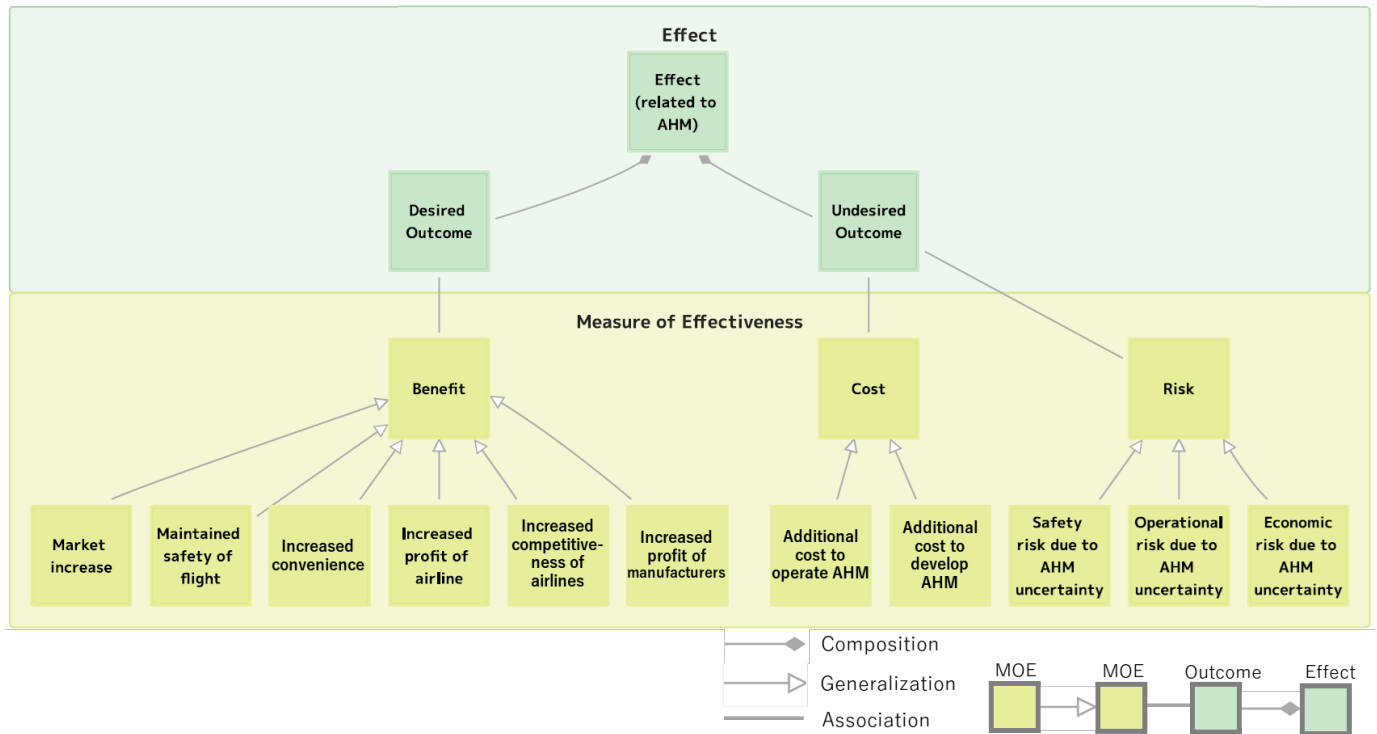 Effect
Effect
(related to
AHM)
Desired
Outcome
Undesired
Outcome
Measure of Effectiveness
Benefit
Cost
Risk
Market
increase
Maintained
safety of
flight
Increased
convenience
Increased
profit of
airline
Increased
competitive-
ness of
airlines
Increased
profit of
manufacturers
Additional
cost to
operate AHM
Additional
cost to
develop
AHM
Safety
risk due to
AHM
uncertainty
Operational
risk due to
AHM
uncertainty
Economic
risk due to
AHM
uncertainty
Composition
Generalization
Association
MOE
MOE
Outcome
Effect